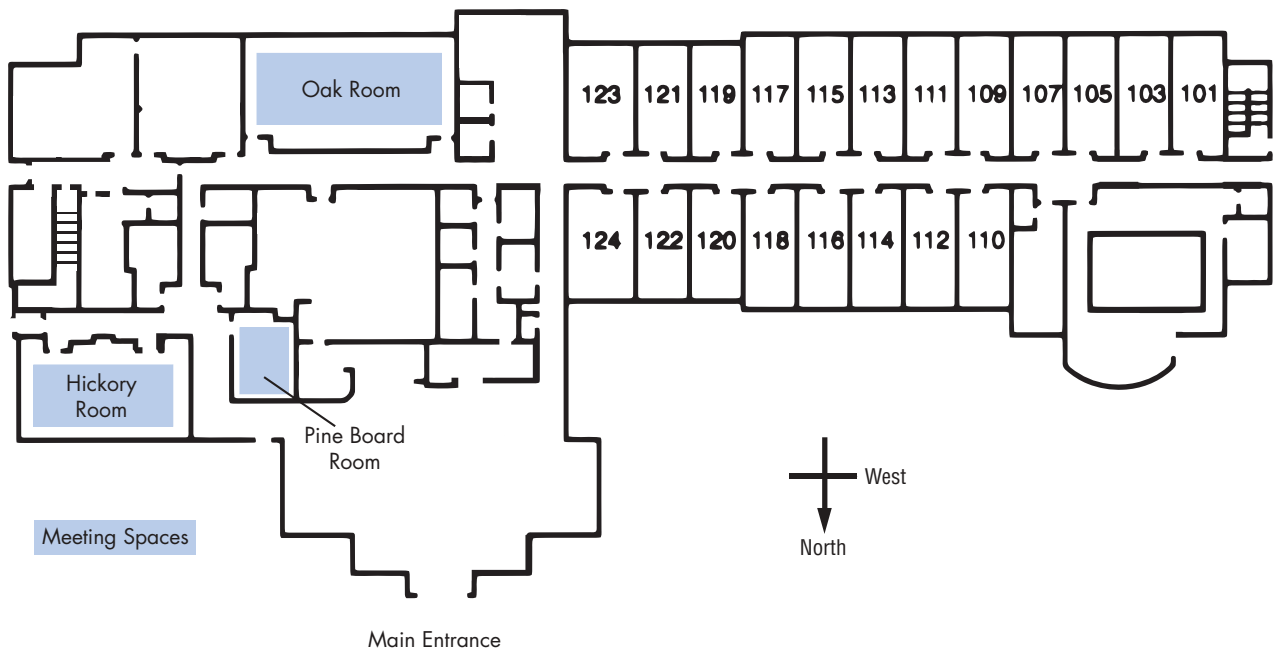 Oak Room
123 121 119 117 115 113 111 109 107 105 103 101
124 122 120 118 116 114 112 110
Hickory
Room
Pine Board
Room
West
Meeting Spaces
North
Main Entrance